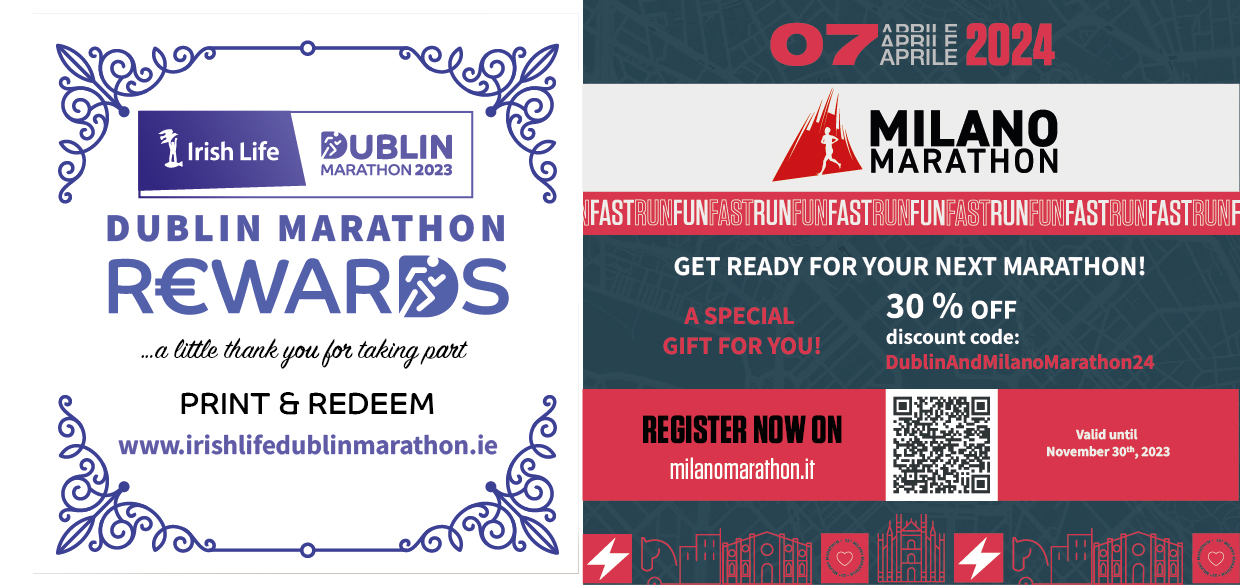 Irish Life
DUBLIN
MARATHON 2023
DUBLIN MARATHON
R€WARDS
...a little thank you for taking part
PRINT & REDEEM
www.irishlifedublinmarathon.ie
07 APRILE 2024
APRILE
APRILE
MILANO
MARATHON
FASTRUNFUNFASTRUNFUNFASTRUNFUNFASTRUNFUNFASTRUNFASTRUN
GET READY FOR YOUR NEXT MARATHON!
A SPECIAL
GIFT FOR YOU!
30 % OFF
discount code:
DublinAndMilanoMarathon24
REGISTER NOW ON
milanomarathon.it
Valid until
November 30th, 2023